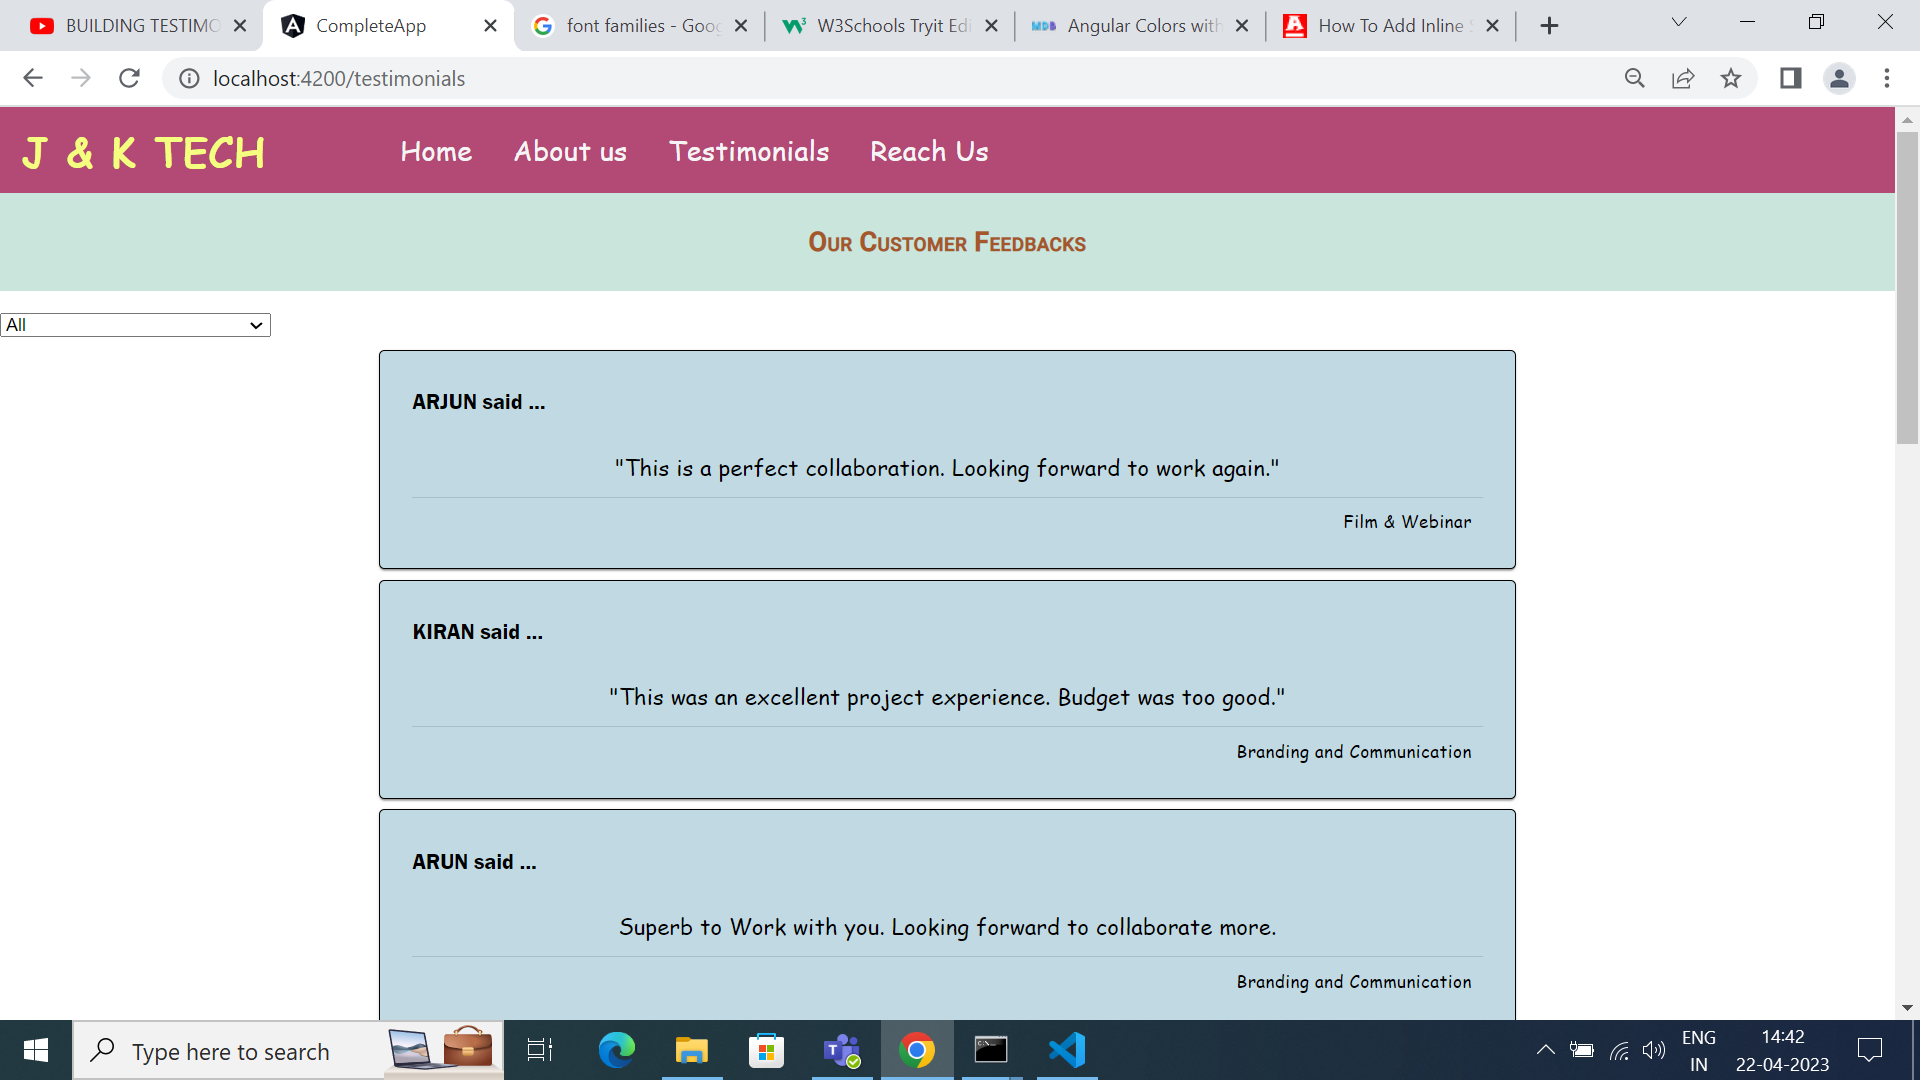 BUILDING TESTIMO
CompleteApp
font families - Goog
W3Schools Tryit Edi
Angular Colors with
How To Add Inline S
localhost:4200/testimonials
J & K TECH
Home About us Testimonials Reach Us
Our Customer Feedbacks
All
ARJUN said ...
"This is a perfect collaboration. Looking forward to work again."
Film & Webinar
KIRAN said ...
"This was an excellent project experience. Budget was too good."
Branding and Communication
ARUN said ...
Superb to Work with you. Looking forward to collaborate more.
Branding and Communication
Type here to search
ENG
IN
14:42
22-04-2023